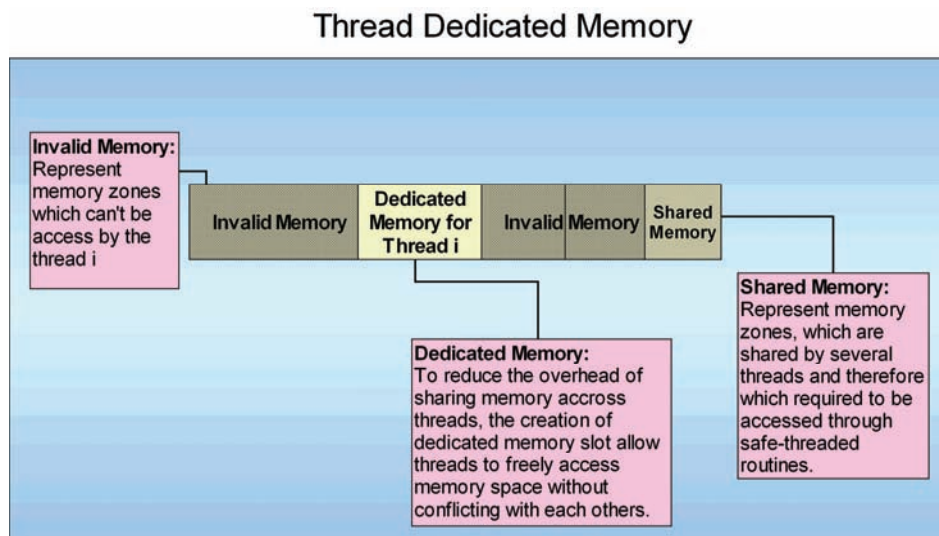 Thread Dedicated Memory
Invalid Memory:
Represent
memory zones
which can't be
access by the
thread i
Invalid Memory
Dedicated
Memory for
Thread i
Invalid Memory
Shared
Memory
Shared Memory:
Represent memory
zones, which are
shared by several
threads and therefore
which required to be
accessed through
safe-threaded
routines.
Dedicated Memory:
To reduce the overhead of
sharing memory accross
threads, the creation of
dedicated memory slot allow
threads to freely access
memory space without
conflicting with each others.